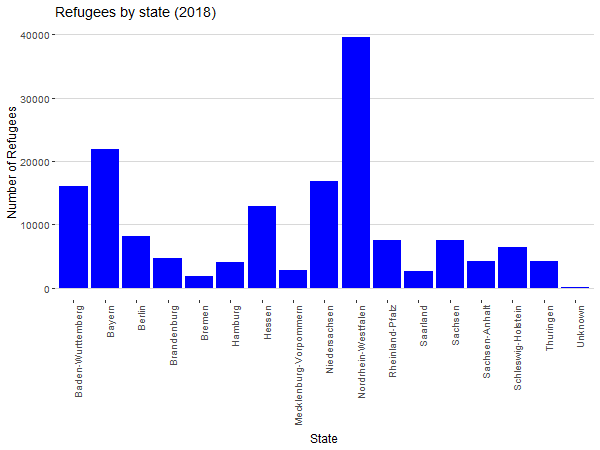 Refugees by state (2018)
Number of Refugees
40000
30000
20000
10000
0
Baden-Wurttemberg
Bayern
Berlin
Brandenburg
Bremen
Hamburg
Hessen
Mecklenburg-Vorpommern
Niedersachsen
Nordrhein-Westfalen
Rheinland-Pfalz
Saarland
Sachsen
Sachsen-Anhalt
Schleswig-Holstein
Thuringen
Unknown
State